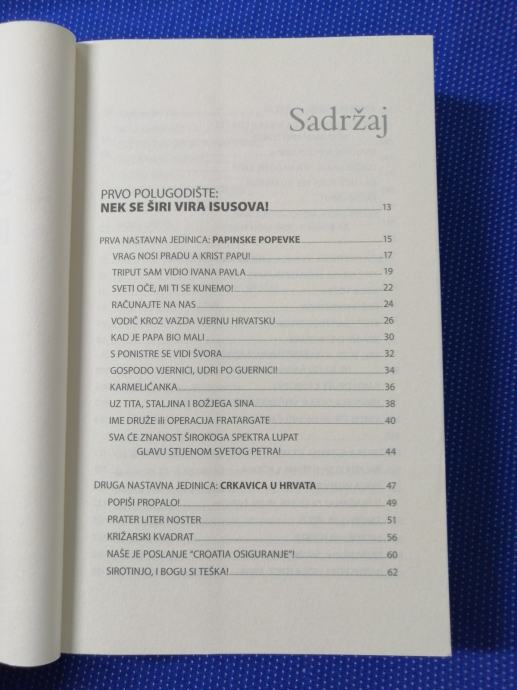 Sadržaj
PRVO POLUGODIŠTE:
NEK SE ŠIRI VIRA ISUSOVA! 13
PRVA NASTAVNA JEDINICA: PAPINSKE POPEVKE 15
VRAG NOSI PRADU A KRIST PAPU! 17
TRIPUT SAM VIDIO IVANA PAVLA 19
SVETI OČE, MI TI SE KUNEMO! 22
RAČUNAJTE NA NAS 24
VODIČ KROZ VAZDA VJERNU HRVATSKU 26
KAD JE PAPA BIO MALI 30
S PONISTRE SE VIDI ŠVORA 32
GOSPODO VJERNICI, UDRI PO GUERNICI! 34
KARMELIĆANKA 36
UZ TITA, STALJINA I BOŽJEGA SINA 38
IME DRUŽE ili OPERACIJA FRATARGATE 40
SVA ĆE ZNANOST ŠIROKOGA SPEKTRA LUPAT
GLAVU STIJENOM SVETOG PETRA! 44
DRUGA NASTAVNA JEDINICA: CRKAVICA U HRVATA 47
POPIŠI PROPALO! 49
PRATER LITER NOSTER 51
KRIŽARSKI KVADRAT 56
NAŠE JE POSLANJE "CROATIA OSIGURANJE"! 60
SIROTINJO, I BOGU SI TEŠKA! 62